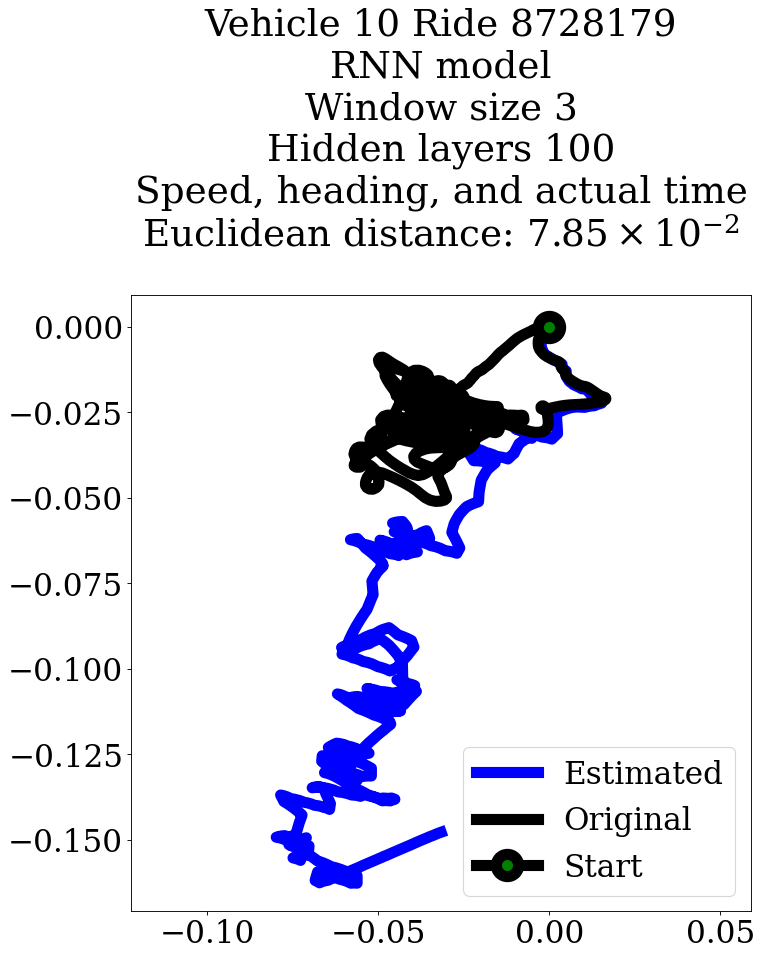 Vehicle 10 Ride 8728179
RNN model
Window size 3
Hidden layers 100
Speed, heading, and actual time
Euclidean distance: 7.85 × 10⁻²
0.000
−0.025
−0.050
−0.075
−0.100
−0.125
−0.150
Estimated
Original
Start
−0.10
−0.05
0.00
0.05